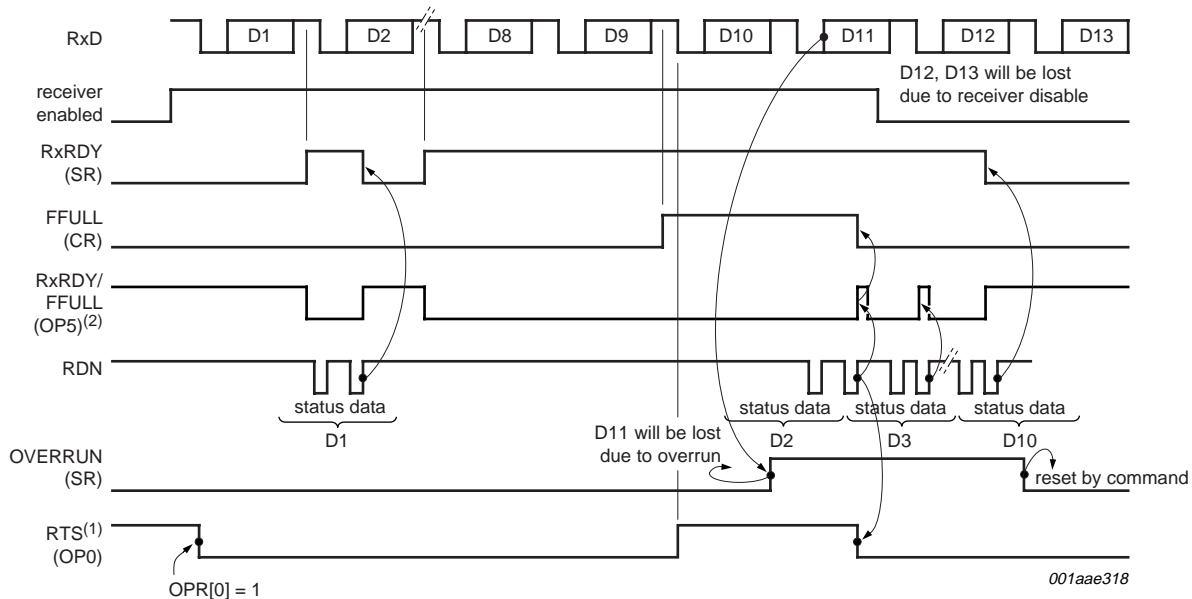 RxD
D1
D2
D8
D9
D10
D11
D12
D13
D12, D13 will be lost
due to receiver disable
receiver
enabled
RxRDY
(SR)
FFULL
(CR)
RxRDY/
FFULL
(OP5)(2)
RDN
status data
D1
status data
D2
status data
D3
status data
D10
D11 will be lost
due to overrun
OVERRUN
(SR)
reset by command
RTS(1)
(OP0)
OPR[0] = 1
001aae318